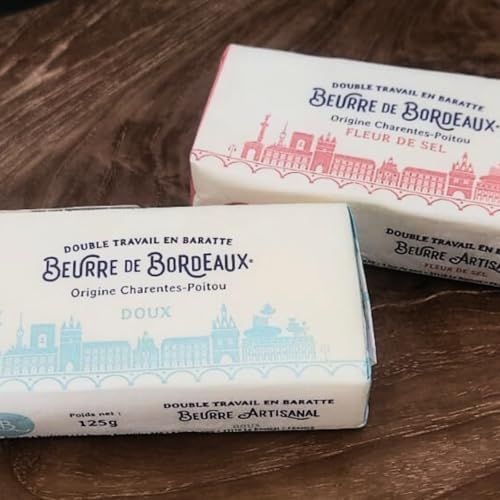 DOUBLE TRAVAIL EN BARATTE
BEURRE DE BORDEAUX
Origine Charentes-Poitou
FLEUR DE SEL
DOUBLE TRAVAIL EN BARATTE
BEURRE ARTISA
FLEUR DE SEL
DOUBLE TRAVAIL EN BARATTE
BEURRE DE BORDEAUX
Origine Charentes-Poitou
DOUX
B.
Poids net :
125g
DOUBLE TRAVAIL EN BARATTE
BEURRE ARTISANAL
DOUX